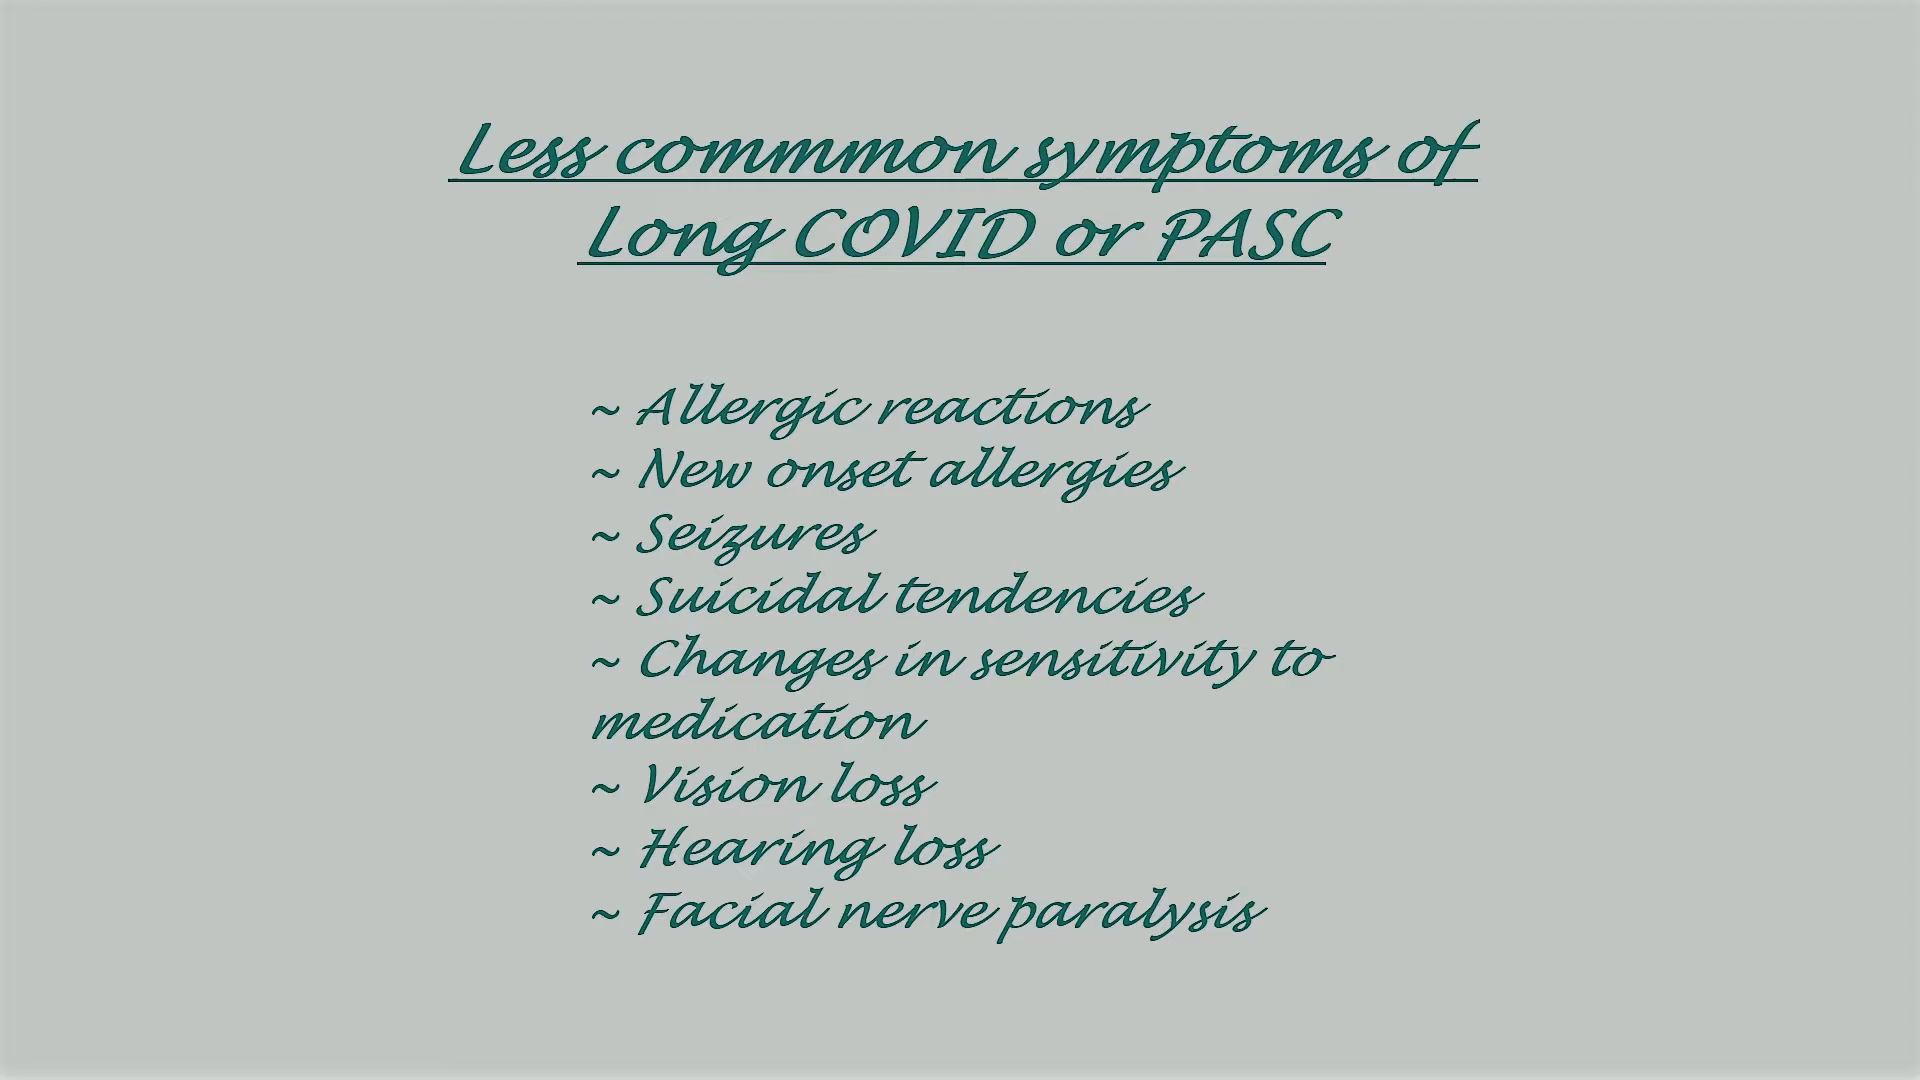 Less commmon symptoms of
Long COVID or PASC
~ Allergic reactions
~ New onset allergies
~ Seizures
~ Suicidal tendencies
~ Changes in sensitivity to
medication
~ Vision loss
~ Hearing loss
~ Facial nerve paralysis